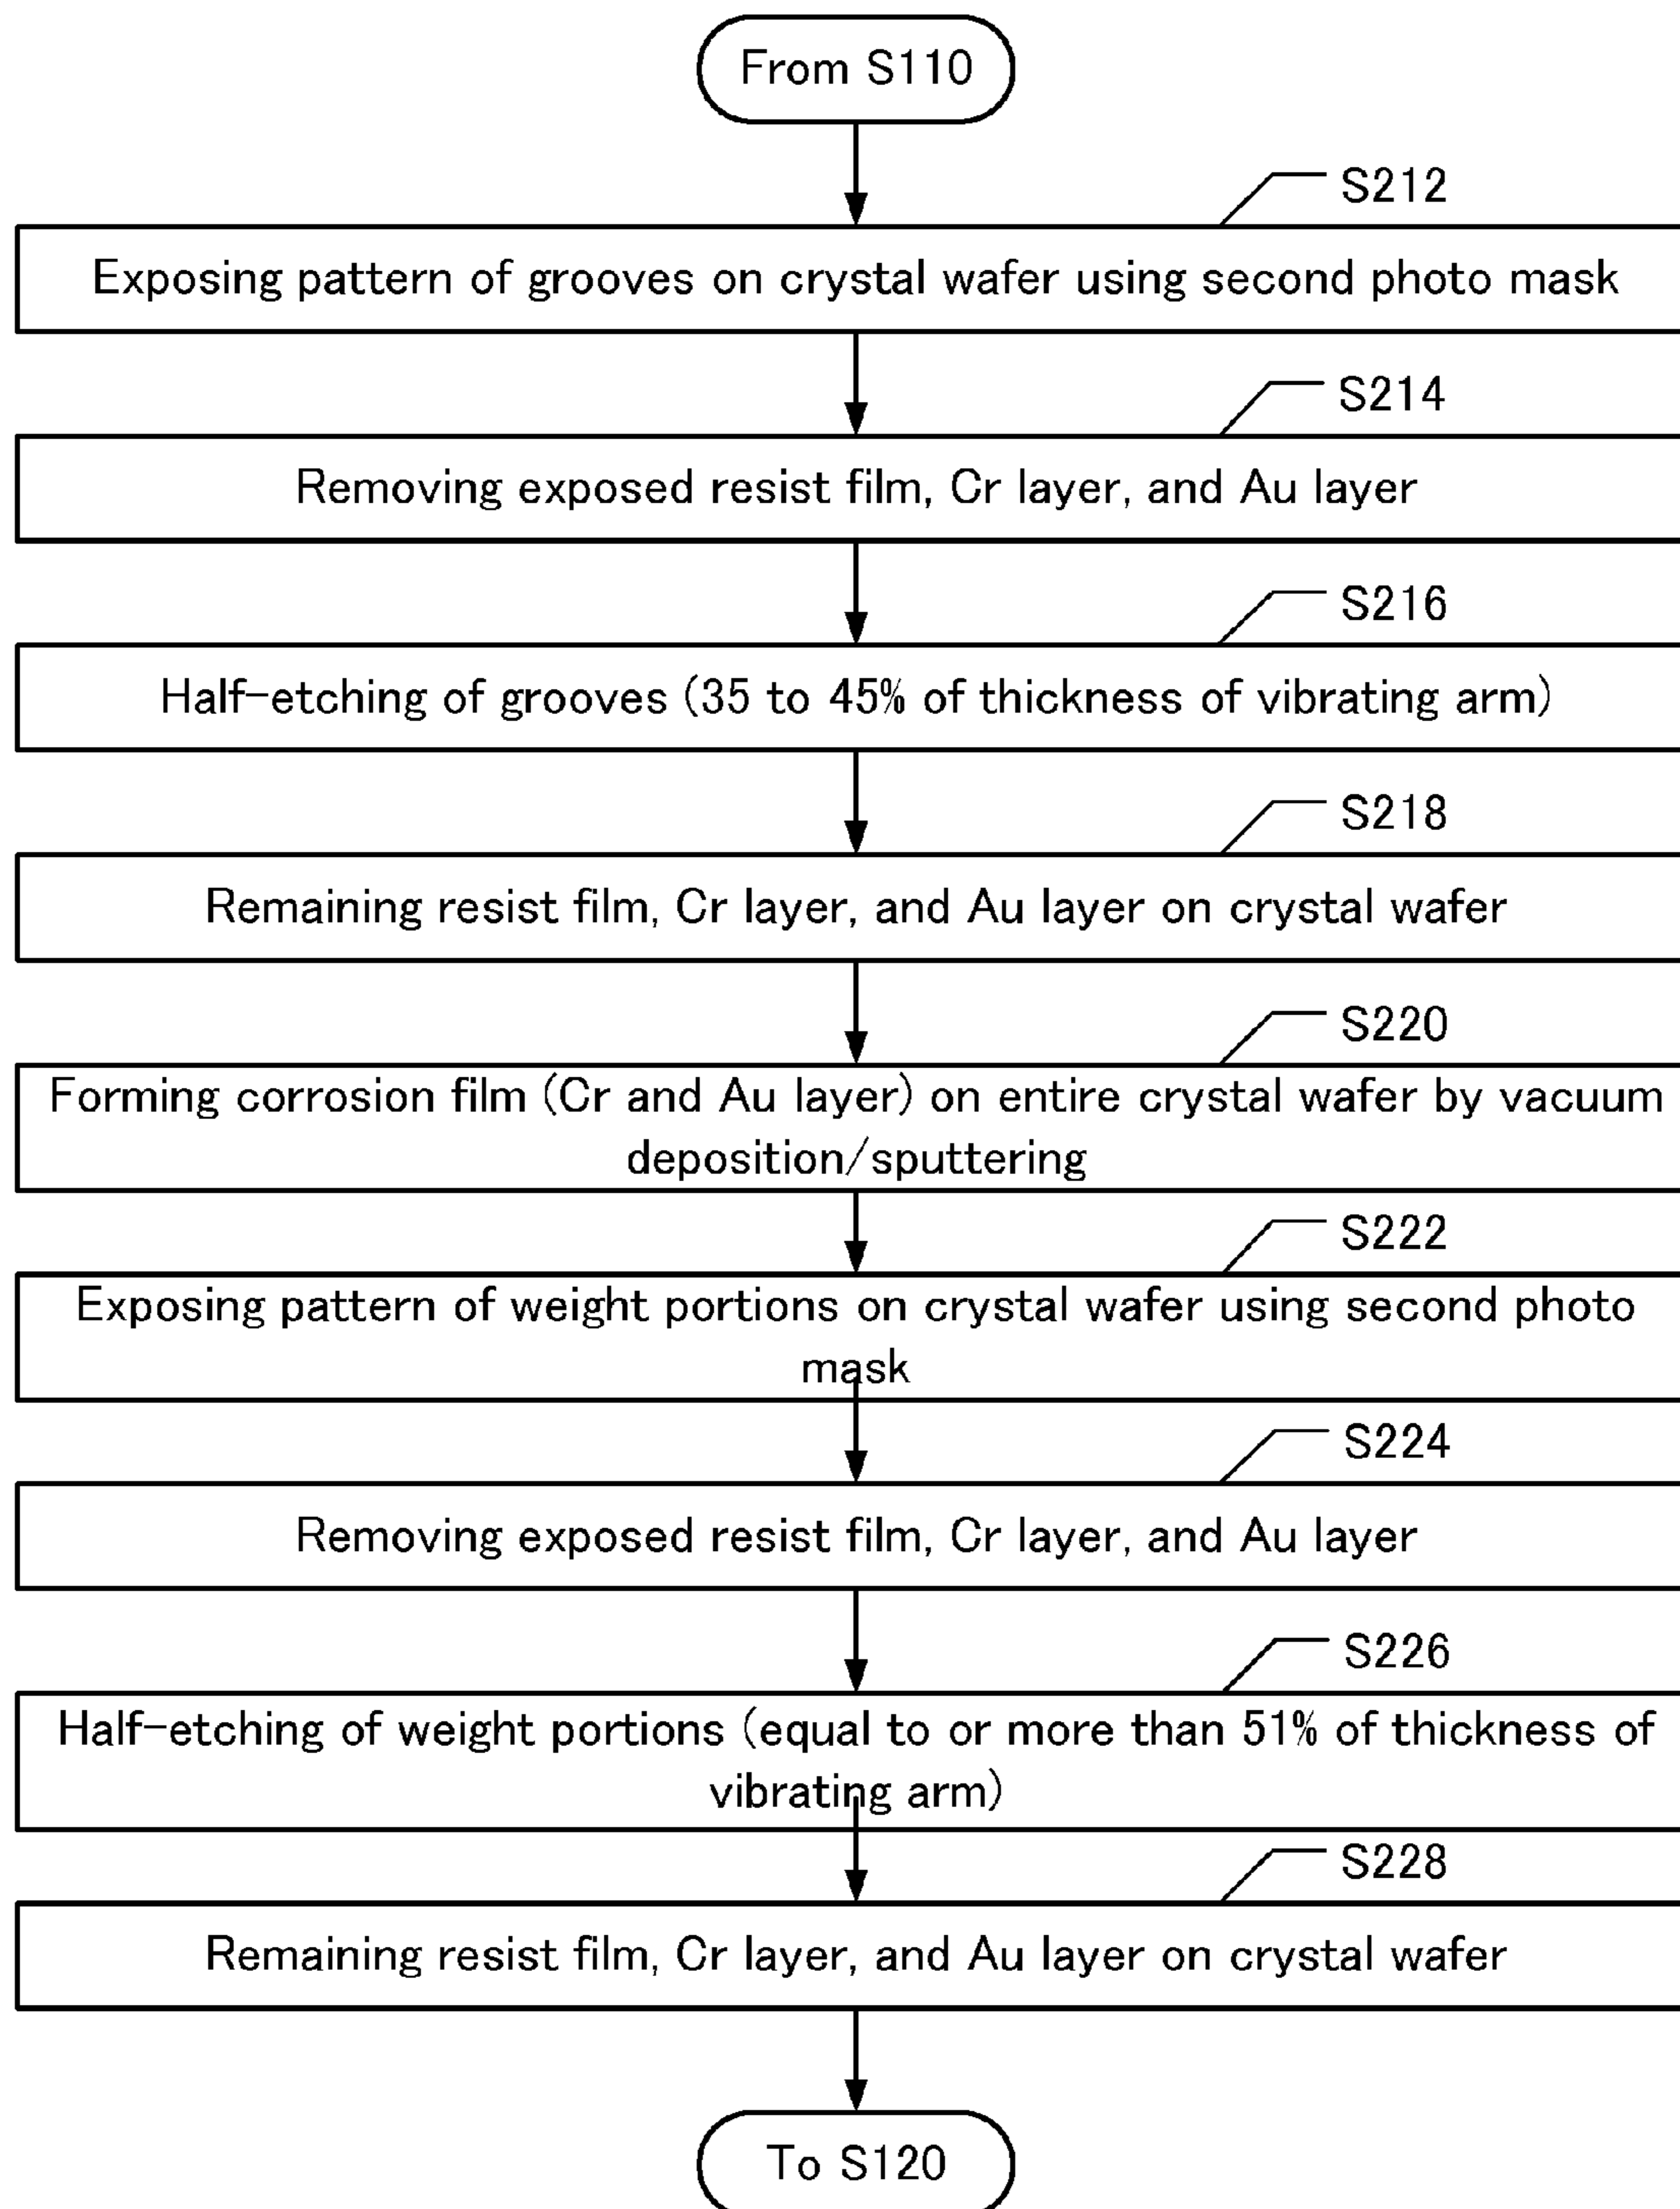 From S110
S212
Exposing pattern of grooves on crystal wafer using second photo mask
S214
Removing exposed resist film, Cr layer, and Au layer
S216
Half-etching of grooves (35 to 45% of thickness of vibrating arm)
S218
Remaining resist film, Cr layer, and Au layer on crystal wafer
S220
Forming corrosion film (Cr and Au layer) on entire crystal wafer by vacuum
deposition/sputtering
S222
Exposing pattern of weight portions on crystal wafer using second photo
mask
S224
Removing exposed resist film, Cr layer, and Au layer
S226
Half-etching of weight portions (equal to or more than 51% of thickness of
vibrating arm)
S228
Remaining resist film, Cr layer, and Au layer on crystal wafer
To S120